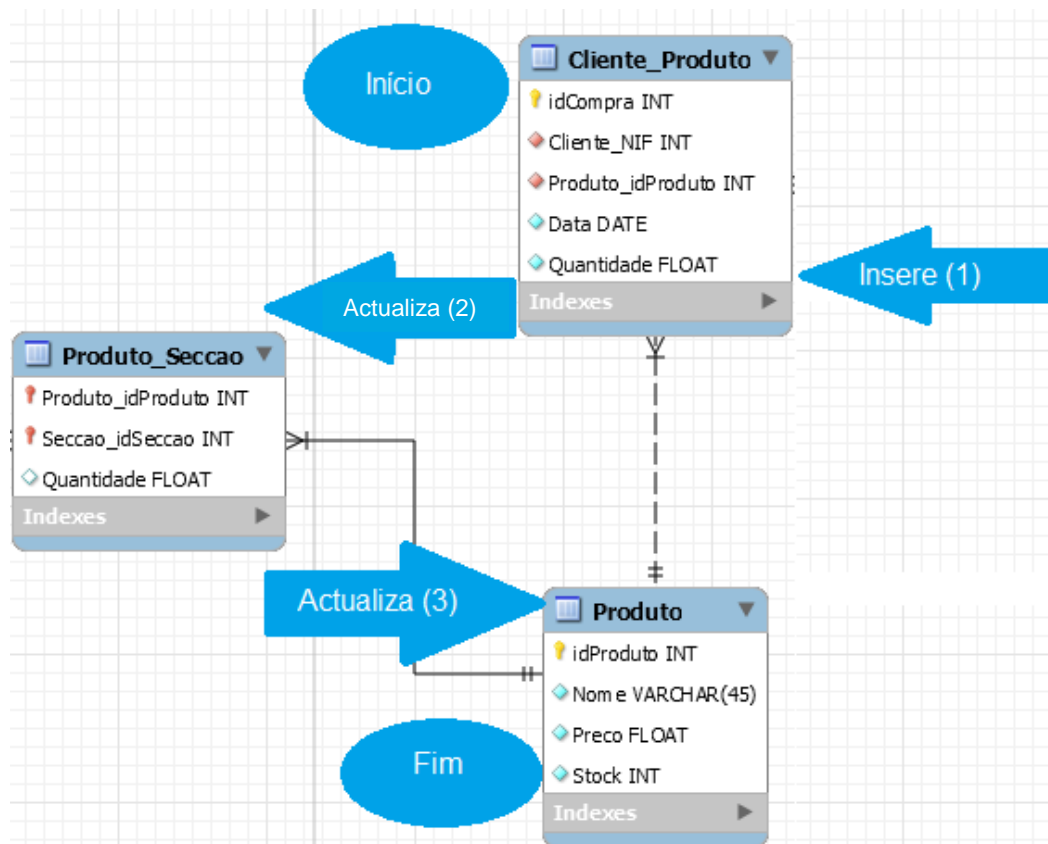 Início
Cliente_Produto
idCompra INT
Cliente_NIF INT
Produto_idProduto INT
Data DATE
Quantidade FLOAT
Indexes
Insere (1)
Actualiza (2)
Produto_Seccao
Produto_idProduto INT
Seccao_idSeccao INT
Quantidade FLOAT
Indexes
Actualiza (3)
Produto
idProduto INT
Nome VARCHAR(45)
Preco FLOAT
Stock INT
Indexes
Fim